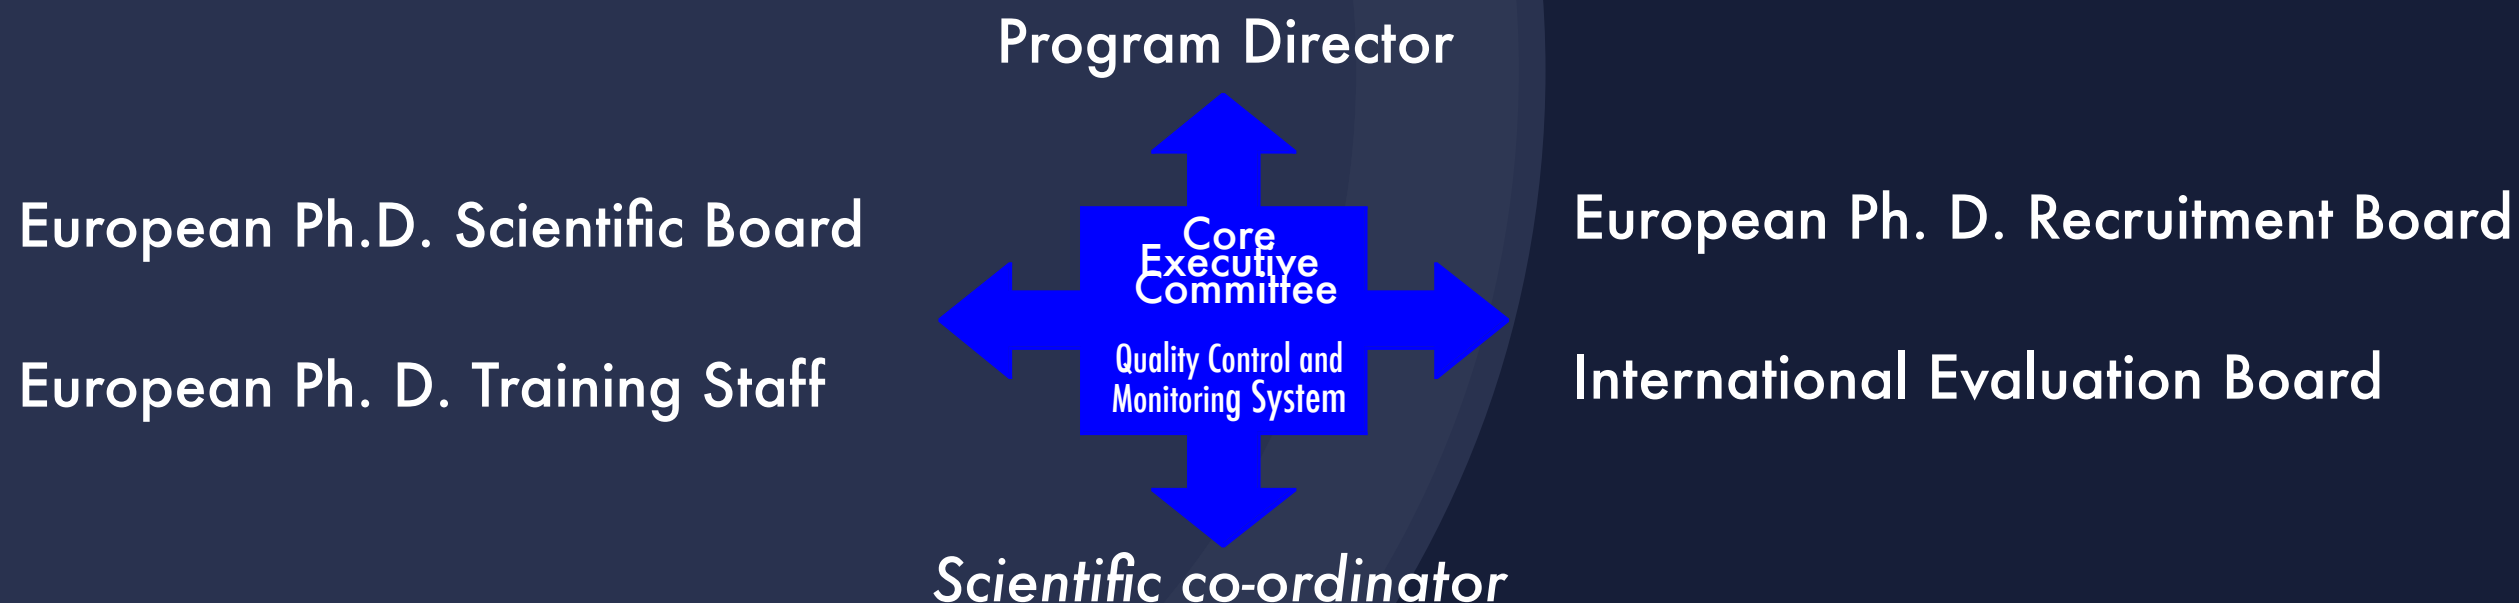 Program Director
European Ph.D. Scientific Board
European Ph. D. Training Staff
Core
Executive
Committee
Quality Control and
Monitoring System
European Ph. D. Recruitment Board
International Evaluation Board
Scientific co-ordinator